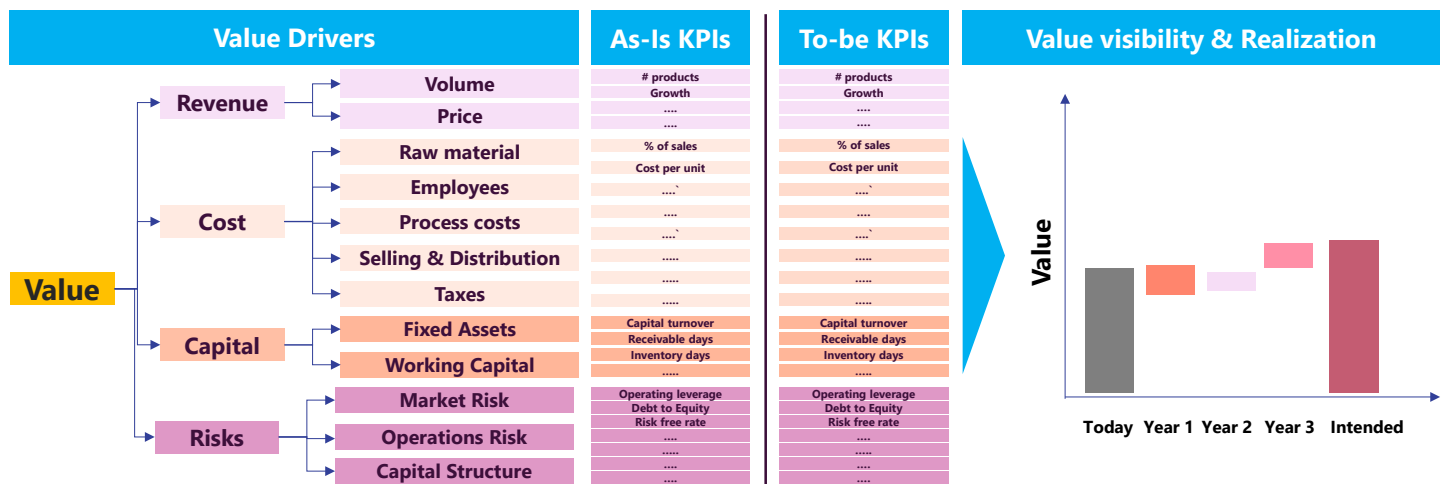 Value Drivers
As-Is KPIs
To-be KPIs
Value visibility & Realization
Value
Revenue
Volume
Price
Cost
Raw material
Employees
Process costs
Selling & Distribution
Taxes
Capital
Fixed Assets
Working Capital
Risks
Market Risk
Operations Risk
Capital Structure
# products
Growth
....
....
% of sales
Cost per unit
....`
....
....`
.....
.....
.....
Capital turnover
Receivable days
Inventory days
.....
Operating leverage
Debt to Equity
Risk free rate
....
.....
....
....
# products
Growth
....
....
% of sales
Cost per unit
....`
....
....`
.....
.....
.....
Capital turnover
Receivable days
Inventory days
.....
Operating leverage
Debt to Equity
Risk free rate
....
.....
....
....
Value
Today Year 1 Year 2 Year 3 Intended